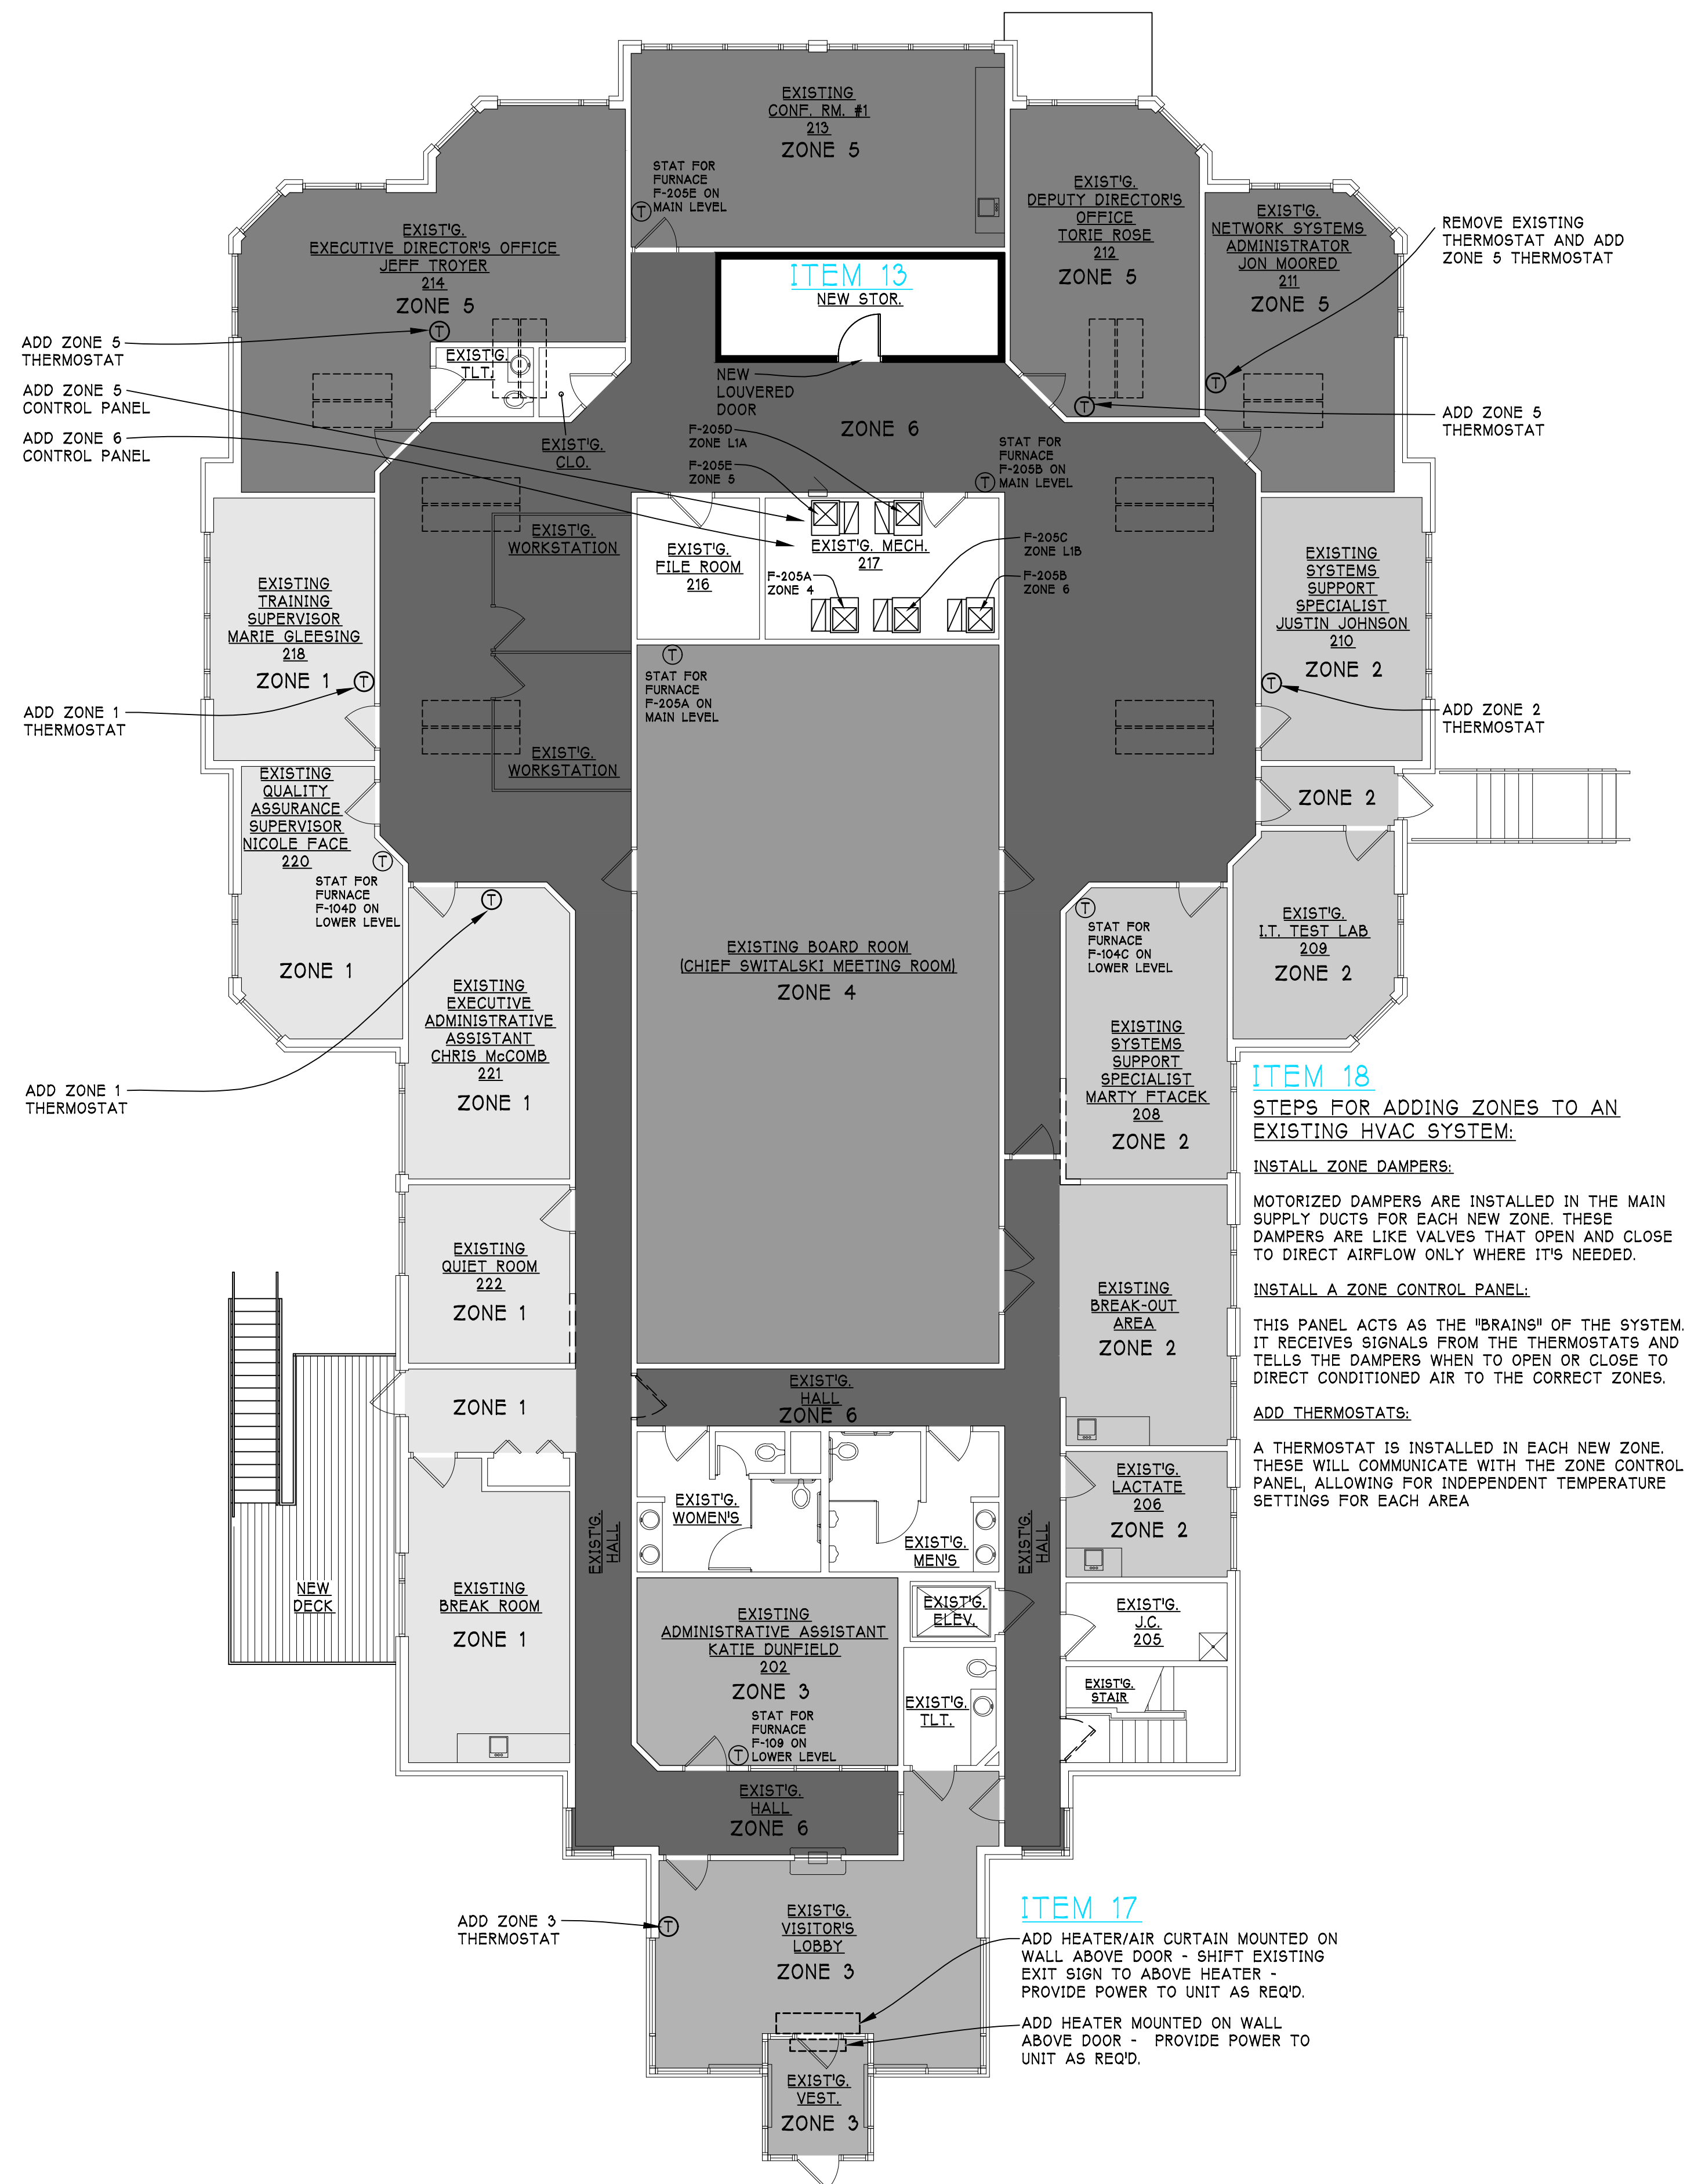 EXISTING
CONF. RM. #1
213
ZONE 5
STAT FOR
FURNACE
F-205E ON
MAIN LEVEL
T
EXIST'G.
EXECUTIVE DIRECTOR'S OFFICE
JEFF TROYER
214
ZONE 5
T
EXIST'G.
DEPUTY DIRECTOR'S
OFFICE
TORIE ROSE
212
ZONE 5
T
EXIST'G.
NETWORK SYSTEMS
ADMINISTRATOR
JON MOORED
211
ZONE 5
T
REMOVE EXISTING
THERMOSTAT AND ADD
ZONE 5 THERMOSTAT
ITEM 13
NEW STOR.
ADD ZONE 5
THERMOSTAT
ADD ZONE 5
CONTROL PANEL
ADD ZONE 6
CONTROL PANEL
EXIST'G.
TLT.
EXIST'G.
CLO.
NEW
LOUVERED
DOOR
ZONE 6
ADD ZONE 5
THERMOSTAT
F-205D
ZONE L1A
F-205E
ZONE 5
STAT FOR
FURNACE
F-205B ON
MAIN LEVEL
T
EXIST'G.
WORKSTATION
EXIST'G.
FILE ROOM
216
EXIST'G. MECH.
217
F-205A
ZONE 4
F-205C
ZONE L1B
F-205B
ZONE 6
EXISTING
TRAINING
SUPERVISOR
MARIE GLEESING
218
ZONE 1
T
EXISTING
SYSTEMS
SUPPORT
SPECIALIST
JUSTIN JOHNSON
210
ZONE 2
T
T
STAT FOR
FURNACE
F-205A ON
MAIN LEVEL
ADD ZONE 1
THERMOSTAT
ADD ZONE 2
THERMOSTAT
EXIST'G.
WORKSTATION
EXISTING
QUALITY
ASSURANCE
SUPERVISOR
NICOLE FACE
220
T
STAT FOR
FURNACE
F-104D ON
LOWER LEVEL
ZONE 1
ZONE 2
T
EXISTING
EXECUTIVE
ADMINISTRATIVE
ASSISTANT
CHRIS McCOMB
221
ZONE 1
EXISTING BOARD ROOM
(CHIEF SWITALSKI MEETING ROOM)
ZONE 4
T
STAT FOR
FURNACE
F-104C ON
LOWER LEVEL
EXISTING
SYSTEMS
SUPPORT
SPECIALIST
MARTY FTACEK
208
ZONE 2
EXIST'G.
I.T. TEST LAB
209
ZONE 2
ADD ZONE 1
THERMOSTAT
ITEM 18
STEPS FOR ADDING ZONES TO AN
EXISTING HVAC SYSTEM:
INSTALL ZONE DAMPERS:
MOTORIZED DAMPERS ARE INSTALLED IN THE MAIN
SUPPLY DUCTS FOR EACH NEW ZONE. THESE
DAMPERS ARE LIKE VALVES THAT OPEN AND CLOSE
TO DIRECT AIRFLOW ONLY WHERE IT'S NEEDED.
INSTALL A ZONE CONTROL PANEL:
THIS PANEL ACTS AS THE "BRAINS" OF THE SYSTEM.
IT RECEIVES SIGNALS FROM THE THERMOSTATS AND
TELLS THE DAMPERS WHEN TO OPEN OR CLOSE TO
DIRECT CONDITIONED AIR TO THE CORRECT ZONES.
ADD THERMOSTATS:
A THERMOSTAT IS INSTALLED IN EACH NEW ZONE.
THESE WILL COMMUNICATE WITH THE ZONE CONTROL
PANEL, ALLOWING FOR INDEPENDENT TEMPERATURE
SETTINGS FOR EACH AREA
EXISTING
QUIET ROOM
222
ZONE 1
EXISTING
BREAK-OUT
AREA
ZONE 2
ZONE 1
EXIST'G.
HALL
ZONE 6
EXIST'G.
WOMEN'S
EXIST'G.
MEN'S
EXIST'G.
HALL
EXIST'G.
HALL
EXIST'G.
LACTATE
206
ZONE 2
NEW
DECK
EXISTING
BREAK ROOM
ZONE 1
EXISTING
ADMINISTRATIVE ASSISTANT
KATIE DUNFIELD
202
ZONE 3
STAT FOR
FURNACE
F-109 ON
LOWER LEVEL
T
EXIST'G.
ELEV.
EXIST'G.
J.C.
205
EXIST'G.
STAIR
EXIST'G.
TLT.
EXIST'G.
HALL
ZONE 6
ADD ZONE 3
THERMOSTAT
T
EXIST'G.
VISITOR'S
LOBBY
ZONE 3
ITEM 17
ADD HEATER/AIR CURTAIN MOUNTED ON
WALL ABOVE DOOR - SHIFT EXISTING
EXIT SIGN TO ABOVE HEATER -
PROVIDE POWER TO UNIT AS REQ'D.
ADD HEATER MOUNTED ON WALL
ABOVE DOOR - PROVIDE POWER TO
UNIT AS REQ'D.
EXIST'G.
VEST.
ZONE 3